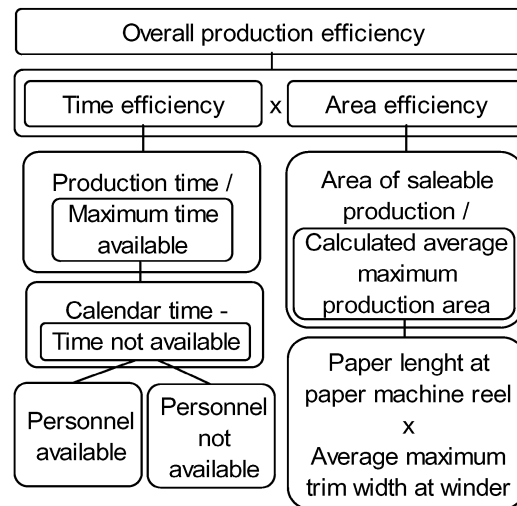 Overall production efficiency
Time efficiency x Area efficiency
Production time /
Maximum time
available
Area of saleable
production /
Calculated average
maximum
production area
Calendar time -
Time not available
Personnel
available
Personnel
not
available
Paper lenght at
paper machine reel
x
Average maximum
trim width at winder